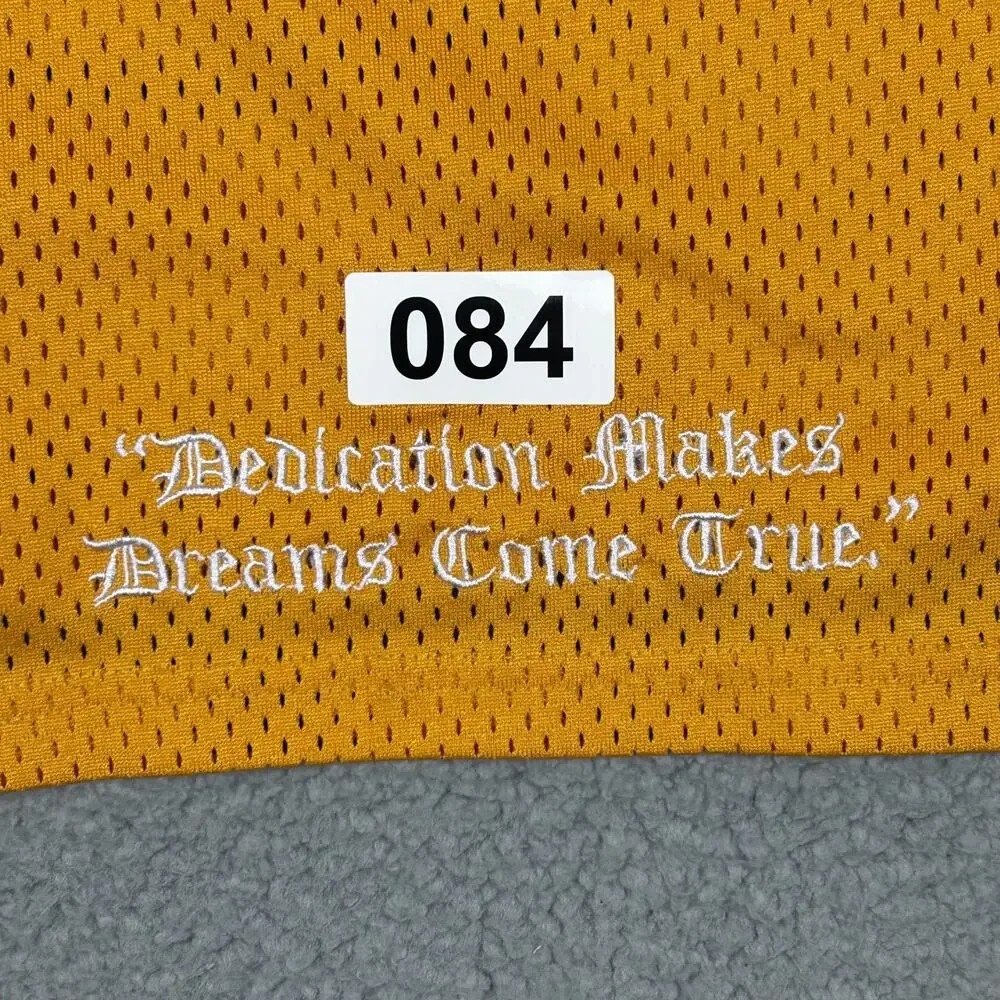 084
“Dedication Makes
Dreams Come True.”